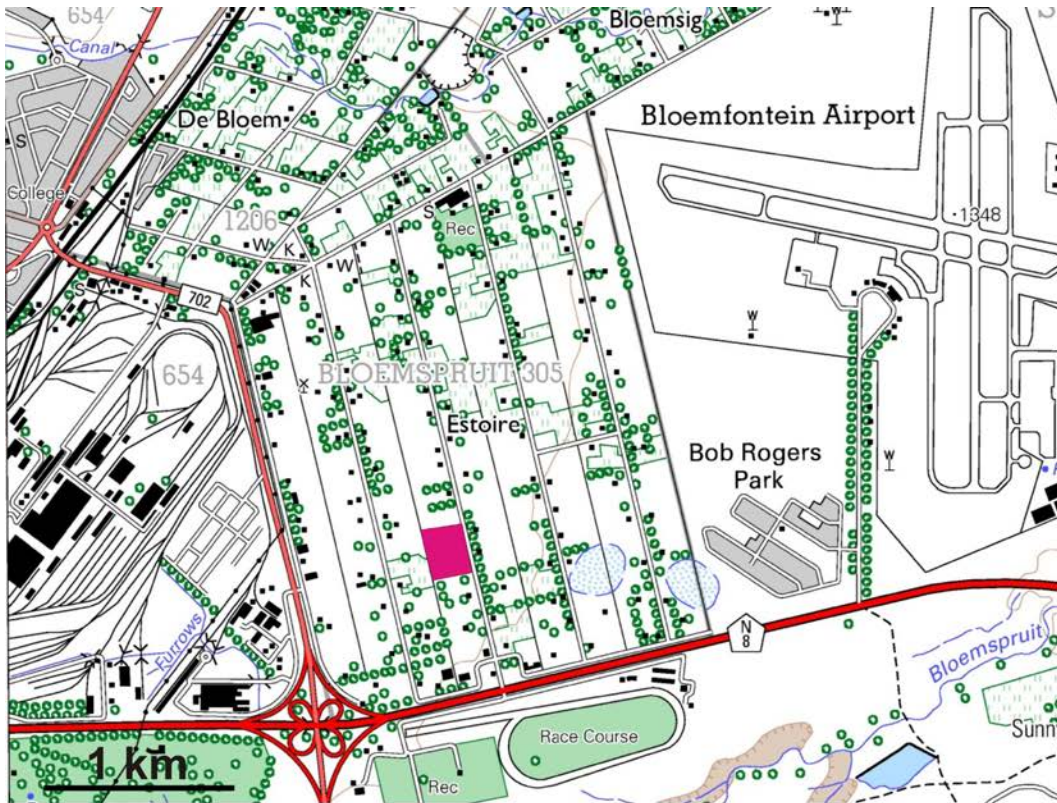 654
Canal
Bloemsig
W
De Bloem
Bloemfontein Airport
S
College
1206
S
Rec
·1348
W
K
K
W
S
702
W
654
BLOEMSPRUIT 305
Estoire
Bob Rogers
Park
W
Furrows
N
8
Bloemspruit
Race Course
Sunn
1 km
Rec